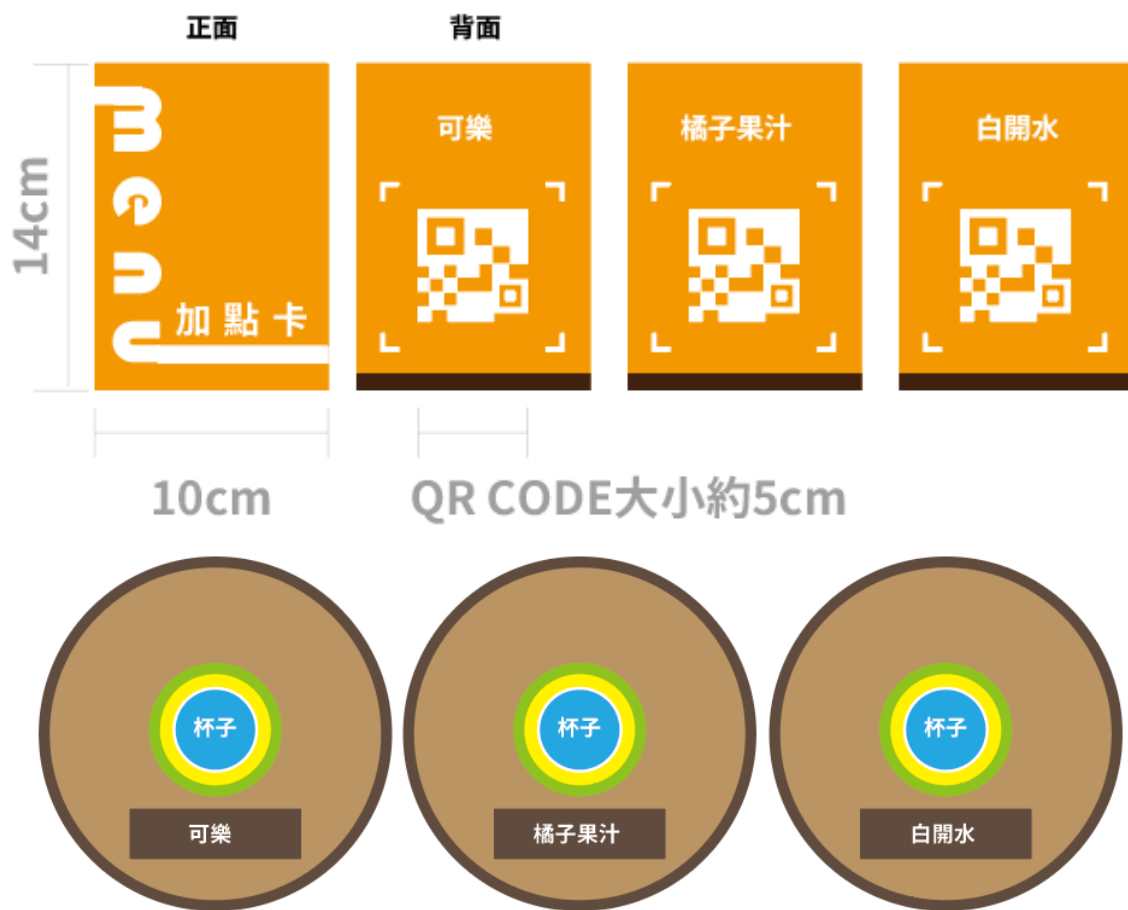 正面
背面
14cm
menu
加點卡
可樂
橘子果汁
白開水
10cm
QR CODE大小約5cm
杯子
杯子
杯子
可樂
橘子果汁
白開水